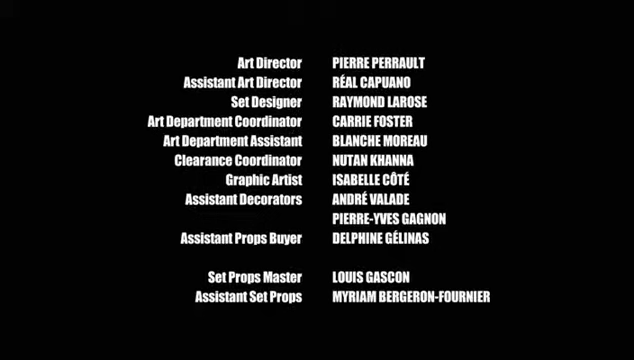 Art Director PIERRE PERRAULT
Assistant Art Director RÉAL CAPUANO
Set Designer RAYMOND LAROSE
Art Department Coordinator CARRIE FOSTER
Art Department Assistant BLANCHE MOREAU
Clearance Coordinator NUTAN KHANNA
Graphic Artist ISABELLE CÔTÉ
Assistant Decorators ANDRÉ VALADE
PIERRE-YVES GAGNON
Assistant Props Buyer DELPHINE GÉLINAS
Set Props Master LOUIS GASCON
Assistant Set Props MYRIAM BERGERON-FOURNIER